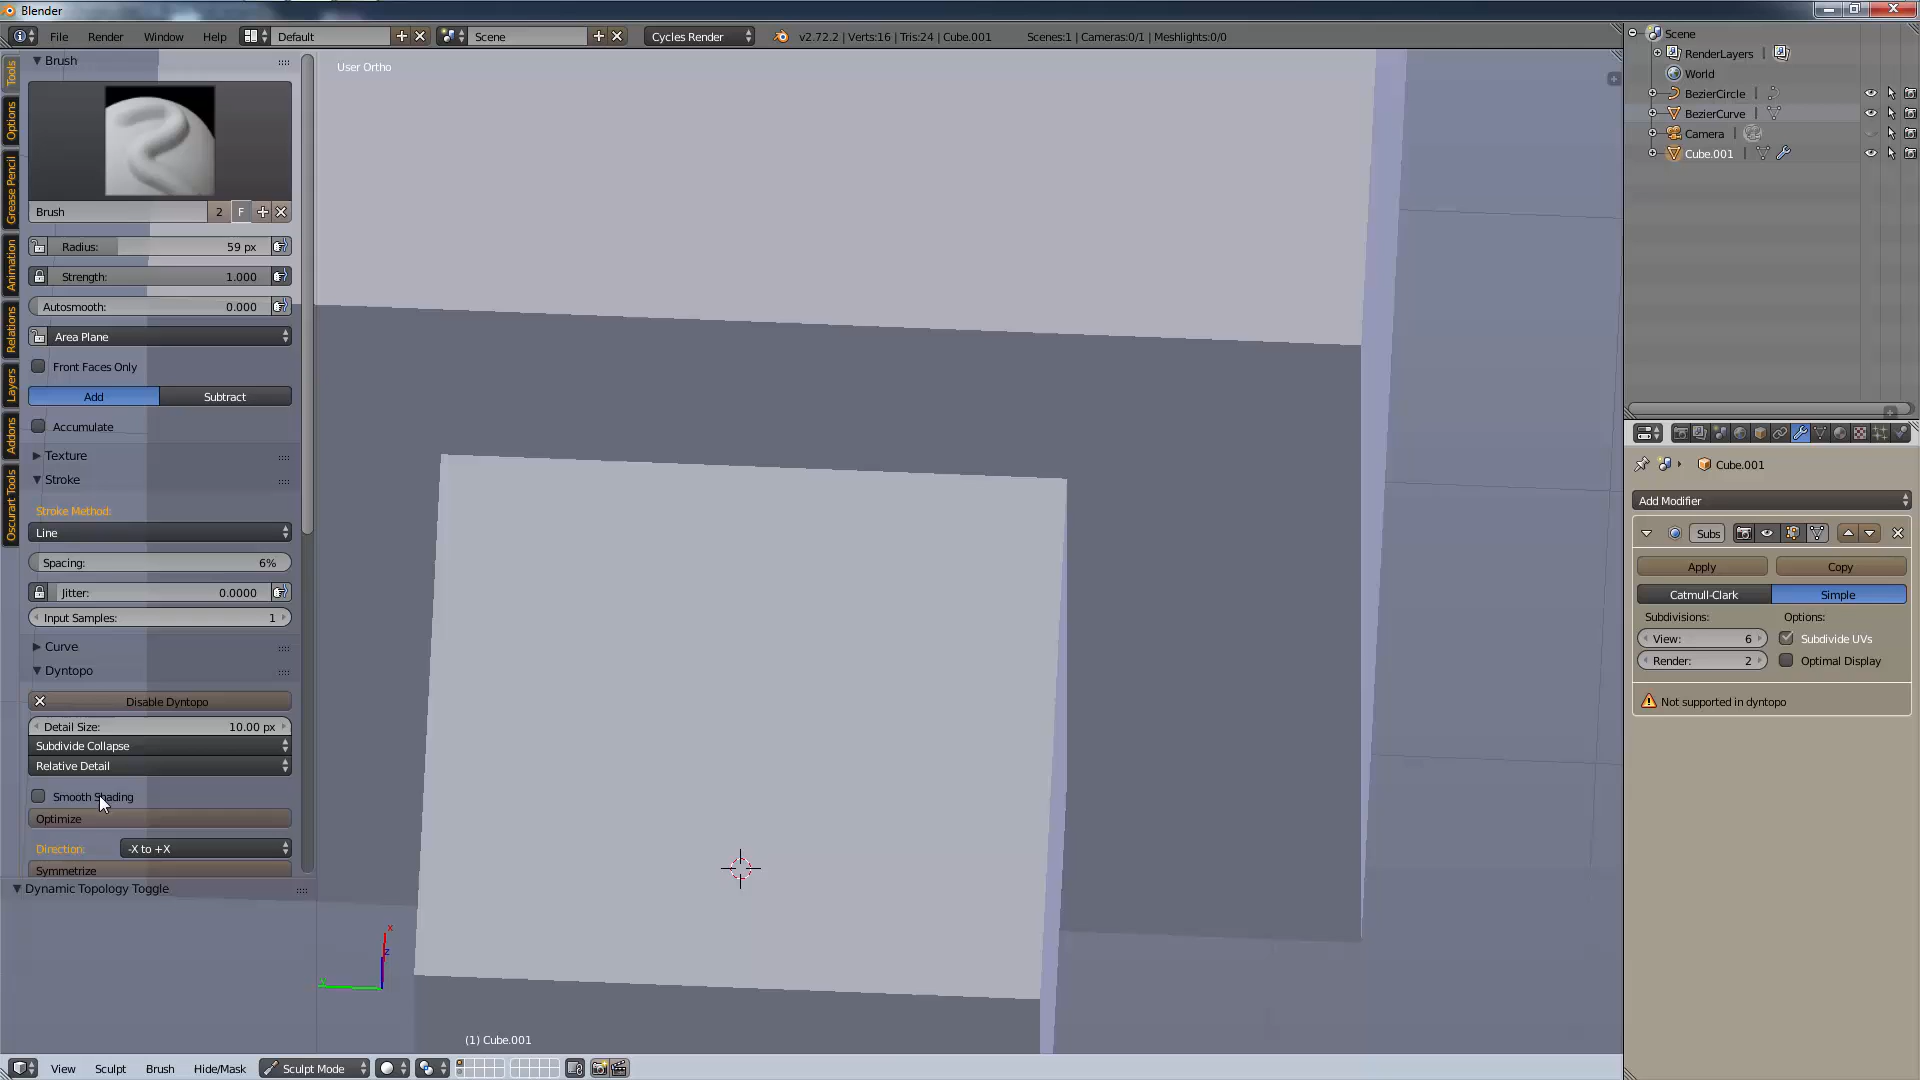 Blender
File Render Window Help Default Scene Cycles Render v2.72.2 | Verts:16 | Tris:24 | Cube.001 Scenes:1 | Cameras:0/1 | Meshlights:0/0
Tools
Options
Grease Pencil
Animation
Relations
Layers
Addons
Oscurart Tools
Brush
Brush 2 F
Radius: 59 px
Strength: 1.000
Autosmooth: 0.000
Area Plane
Front Faces Only
Add Subtract
Accumulate
Texture
Stroke
Stroke Method:
Line
Spacing: 6%
Jitter: 0.0000
Input Samples: 1
Curve
Dyntopo
Disable Dyntopo
Detail Size: 10.00 px
Subdivide Collapse
Relative Detail
Smooth Shading
Optimize
Direction: -X to +X
Symmetrize
Dynamic Topology Toggle
User Ortho
x
z
y
(1) Cube.001
View Sculpt Brush Hide/Mask Sculpt Mode
Scene
RenderLayers
World
BezierCircle
BezierCurve
Camera
Cube.001
Cube.001
Add Modifier
Subs
Apply Copy
Catmull-Clark Simple
Subdivisions: Options:
View: 6 Subdivide UVs
Render: 2 Optimal Display
Not supported in dyntopo